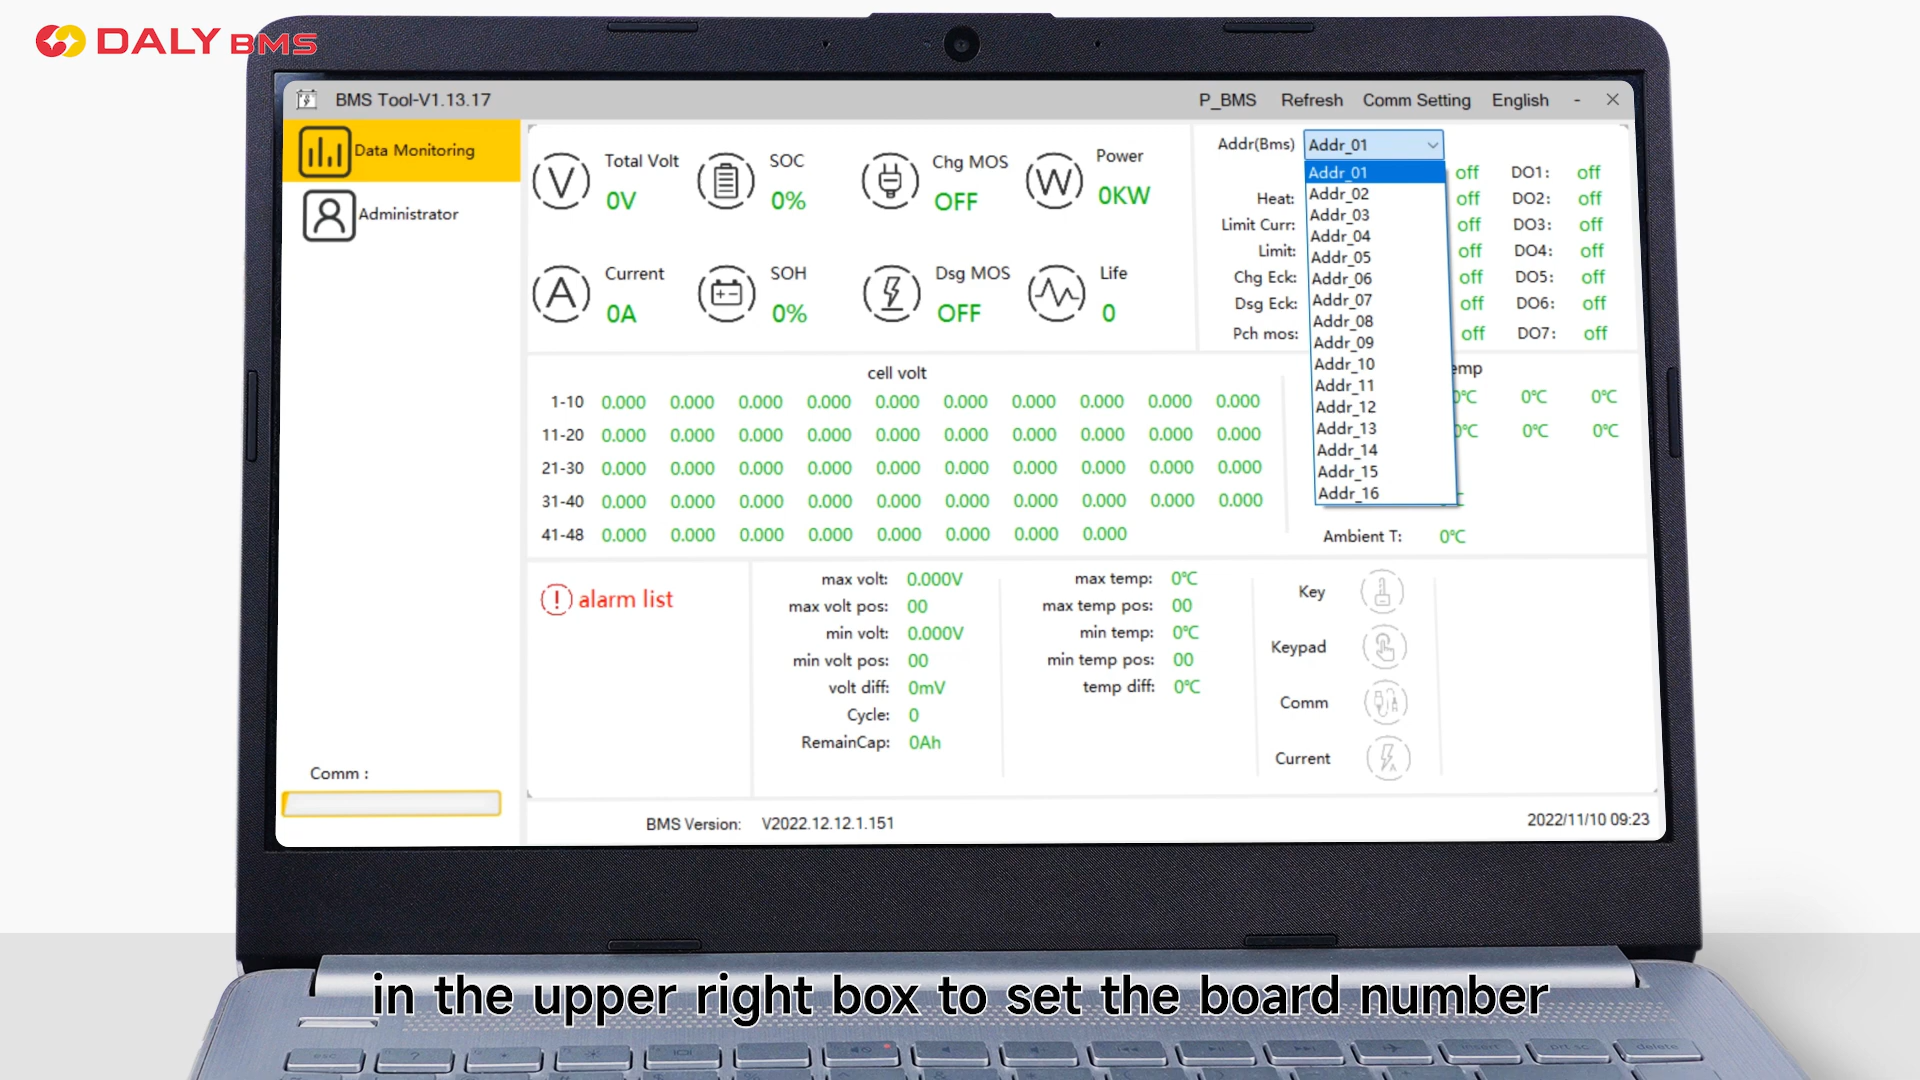 DALY BMS
BMS Tool-V1.13.17
P_BMS Refresh Comm Setting English - ×
Data Monitoring
Administrator
Total Volt
0V
SOC
0%
Chg MOS
OFF
Power
0KW
Current
0A
SOH
0%
Dsg MOS
OFF
Life
0
Addr(Bms) Addr_01
Addr_01
Addr_02
Addr_03
Addr_04
Addr_05
Addr_06
Addr_07
Addr_08
Addr_09
Addr_10
Addr_11
Addr_12
Addr_13
Addr_14
Addr_15
Addr_16
off DO1: off
Heat: off DO2: off
Limit Curr: off DO3: off
Limit: off DO4: off
Chg Eck: off DO5: off
Dsg Eck: off DO6: off
Pch mos: off DO7: off
cell volt
1-10 0.000 0.000 0.000 0.000 0.000 0.000 0.000 0.000 0.000 0.000
11-20 0.000 0.000 0.000 0.000 0.000 0.000 0.000 0.000 0.000 0.000
21-30 0.000 0.000 0.000 0.000 0.000 0.000 0.000 0.000 0.000 0.000
31-40 0.000 0.000 0.000 0.000 0.000 0.000 0.000 0.000 0.000 0.000
41-48 0.000 0.000 0.000 0.000 0.000 0.000 0.000 0.000
emp
0℃ 0℃ 0℃
0℃ 0℃ 0℃
Ambient T: 0℃
alarm list
max volt: 0.000V
max volt pos: 00
min volt: 0.000V
min volt pos: 00
volt diff: 0mV
Cycle: 0
RemainCap: 0Ah
max temp: 0℃
max temp pos: 00
min temp: 0℃
min temp pos: 00
temp diff: 0℃
Key
Keypad
Comm
Current
Comm :
BMS Version: V2022.12.12.1.151
2022/11/10 09:23
in the upper right box to set the board number
esc
insert
prt sc
delete